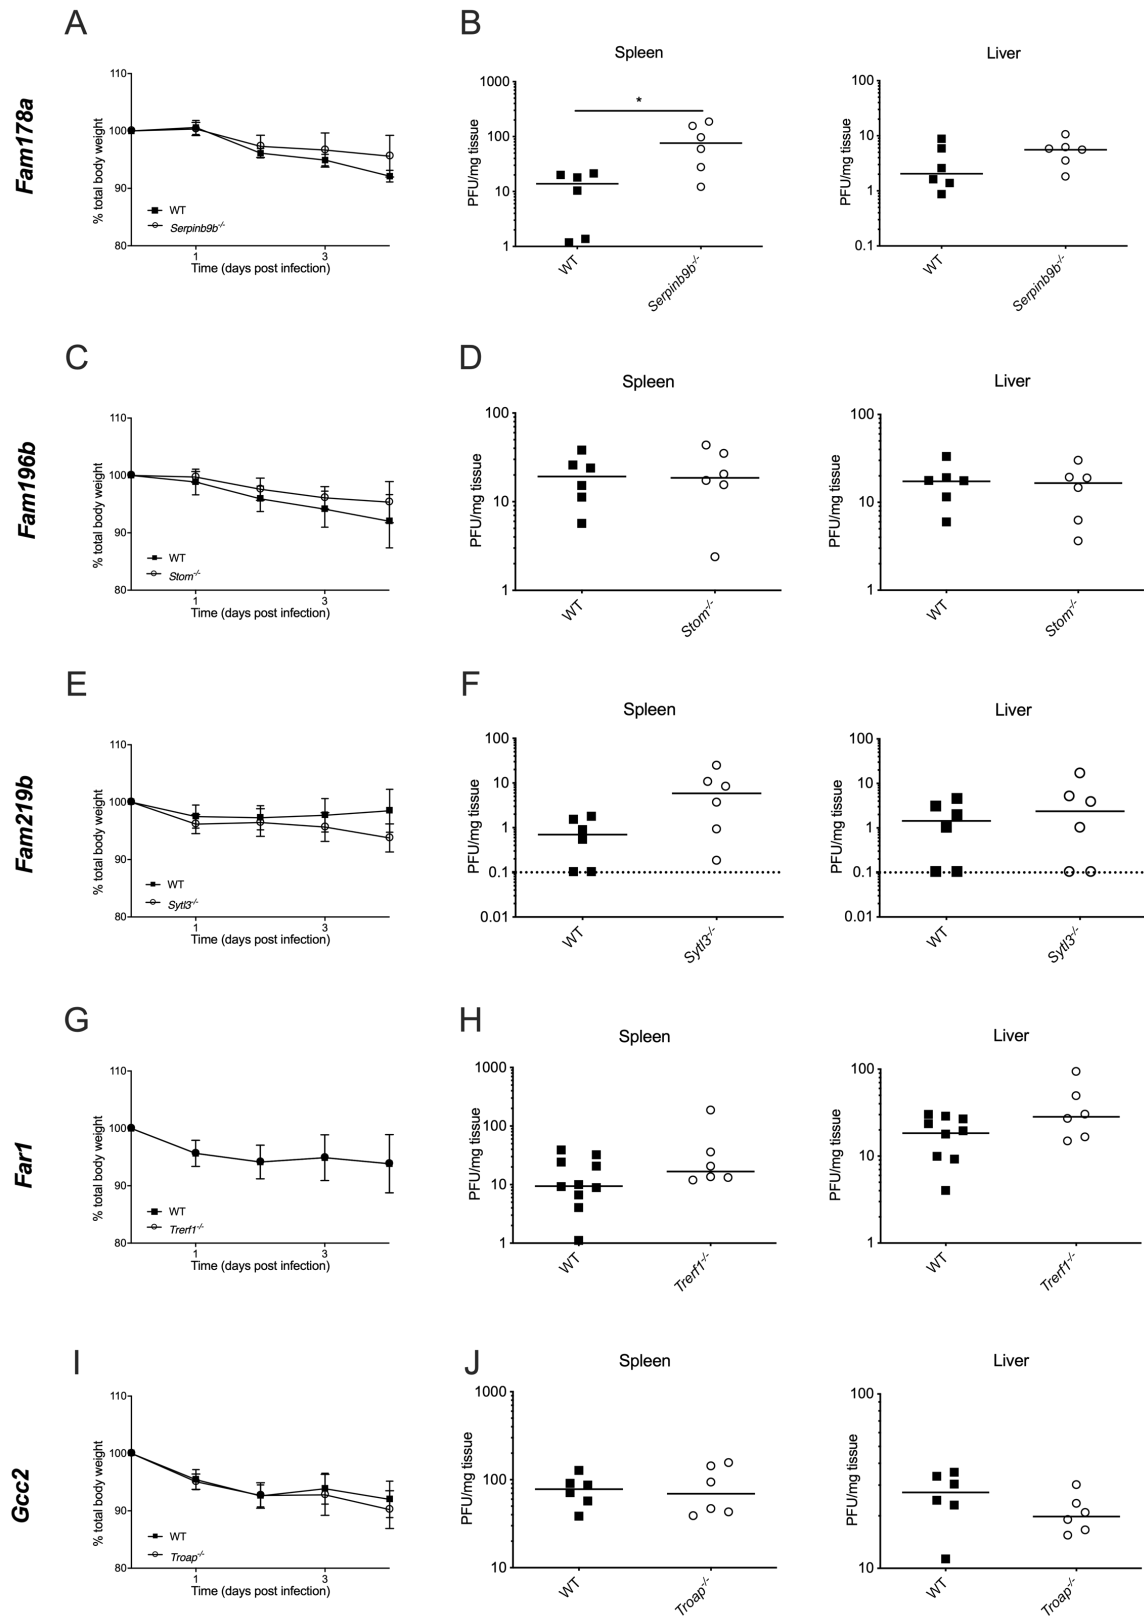 A
B
Fam178a
110
100
90
80
% total body weight
WT
Serpinb9b-/-
1
3
Time (days post infection)
Spleen
1000
100
10
1
PFU/mg tissue
*
WT
Serpinb9b-/-
Liver
100
10
1
0.1
PFU/mg tissue
WT
Serpinb9b-/-
C
D
Fam196b
110
100
90
80
% total body weight
WT
Stom-/-
1
3
Time (days post infection)
Spleen
100
10
1
PFU/mg tissue
WT
Stom-/-
Liver
100
10
1
PFU/mg tissue
WT
Stom-/-
E
F
Fam219b
110
100
90
80
% total body weight
WT
Sytl3-/-
1
3
Time (days post infection)
Spleen
100
10
1
0.1
0.01
PFU/mg tissue
WT
Sytl3-/-
Liver
100
10
1
0.1
0.01
PFU/mg tissue
WT
Sytl3-/-
G
H
Far1
110
100
90
80
% total body weight
WT
Trerf1-/-
1
3
Time (days post infection)
Spleen
1000
100
10
1
PFU/mg tissue
WT
Trerf1-/-
Liver
100
10
1
PFU/mg tissue
WT
Trerf1-/-
I
J
Gcc2
110
100
90
80
% total body weight
WT
Troap-/-
1
3
Time (days post infection)
Spleen
1000
100
10
PFU/mg tissue
WT
Troap-/-
Liver
100
10
PFU/mg tissue
WT
Troap-/-